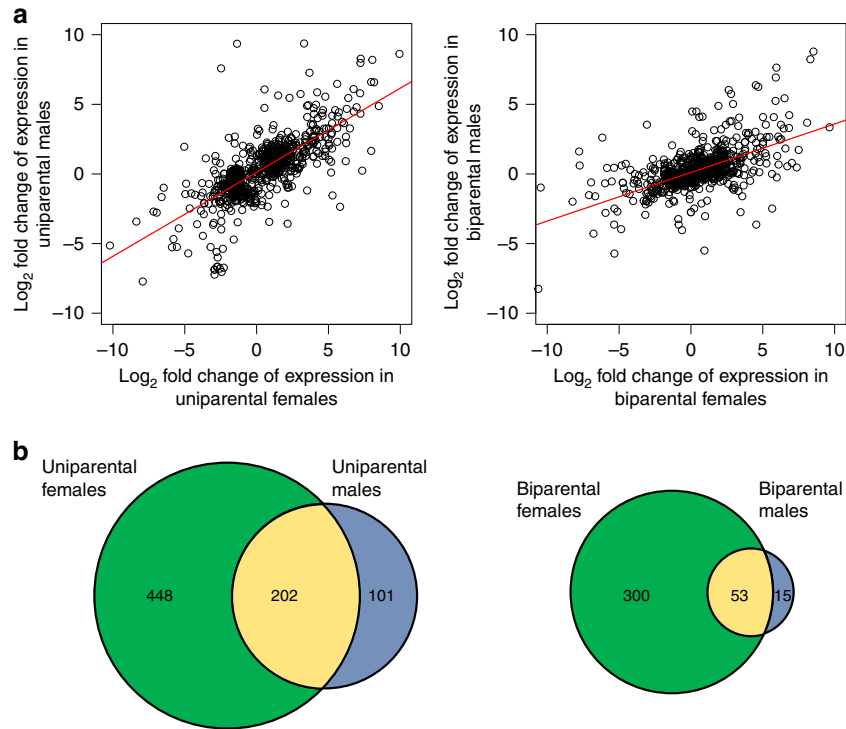 a
Log2 fold change of expression in
uniparental males
10
5
0
−5
−10
−10 −5 0 5 10
Log2 fold change of expression in
uniparental females
Log2 fold change of expression in
biparental males
10
5
0
−5
−10
−10 −5 0 5 10
Log2 fold change of expression in
biparental females
b
Uniparental
females
Uniparental
males
448
202
101
Biparental
females
Biparental
males
300
53
15